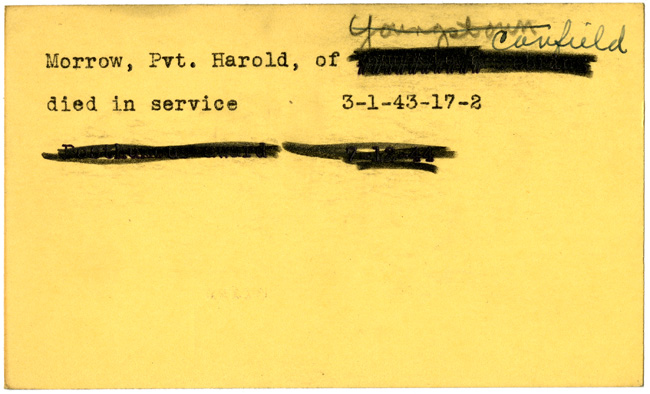 Youngstown Canfield
Morrow, Pvt. Harold, of
died in service 3-1-43-17-2